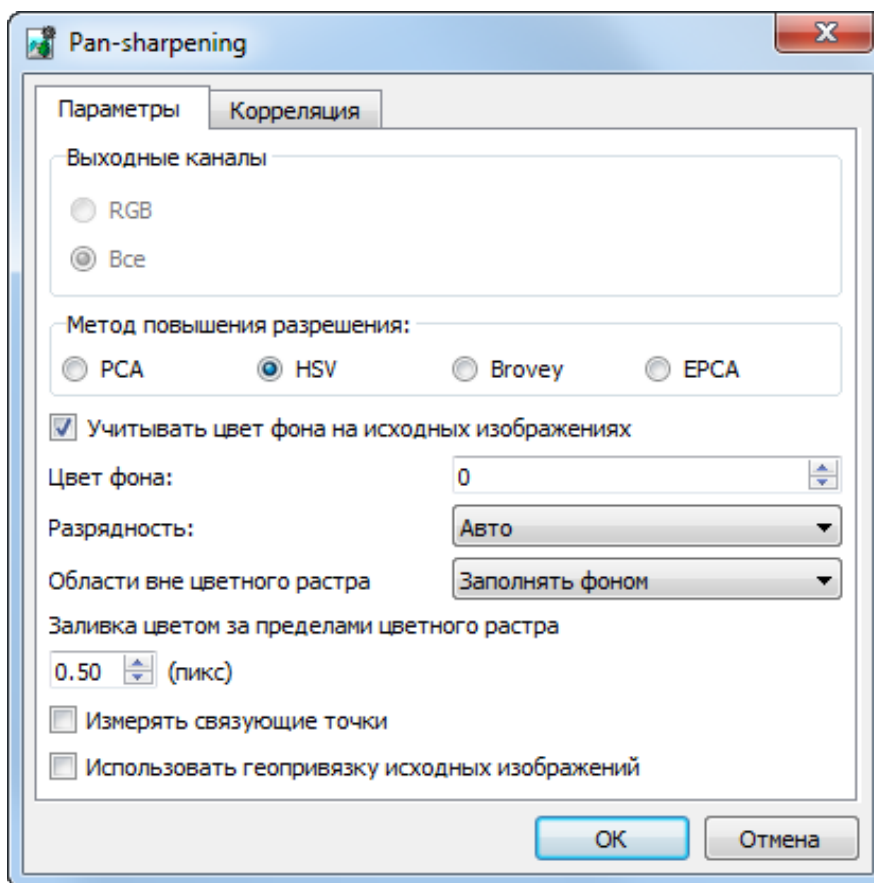 Pan-sharpening
Параметры Корреляция
Выходные каналы
RGB
Все
Метод повышения разрешения:
PCA HSV Brovey EPCA
Учитывать цвет фона на исходных изображениях
Цвет фона: 0
Разрядность: Авто
Области вне цветного растра Заполнять фоном
Заливка цветом за пределами цветного растра
0.50 (пикс)
Измерять связующие точки
Использовать геопривязку исходных изображений
OK Отмена